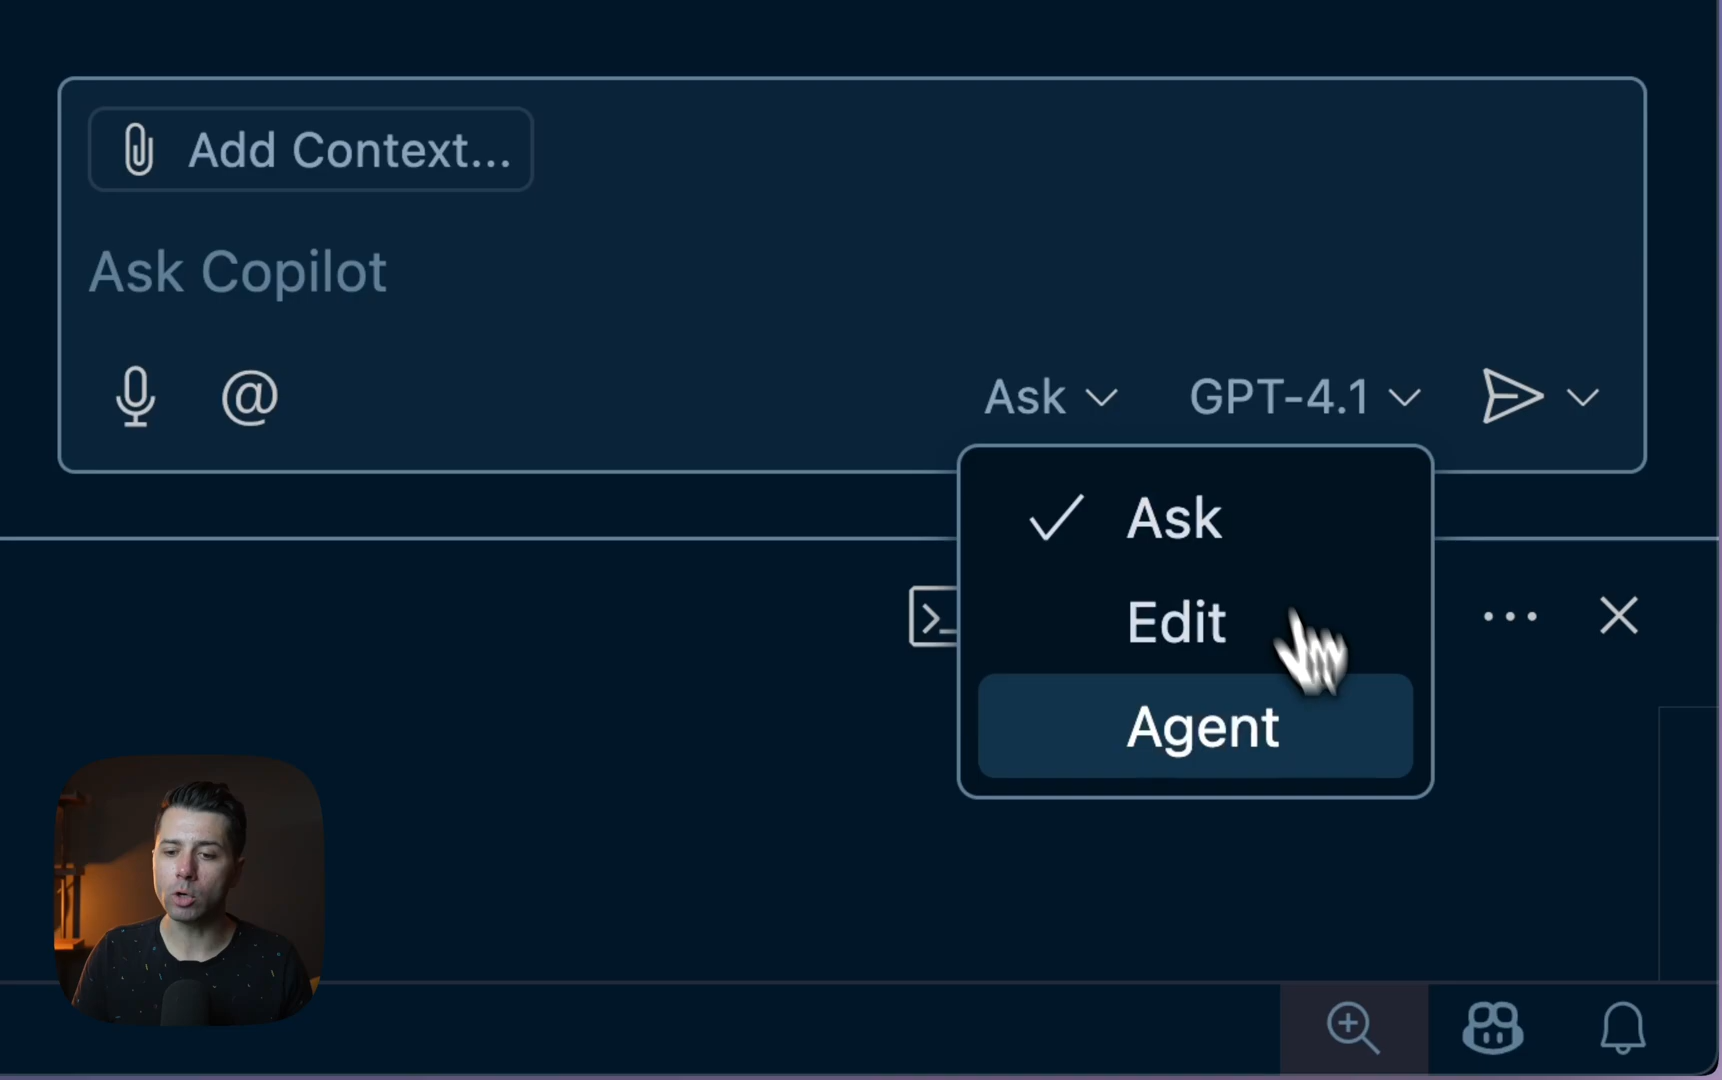 Add Context...
Ask Copilot
@ Ask GPT-4.1
Ask
Edit
Agent